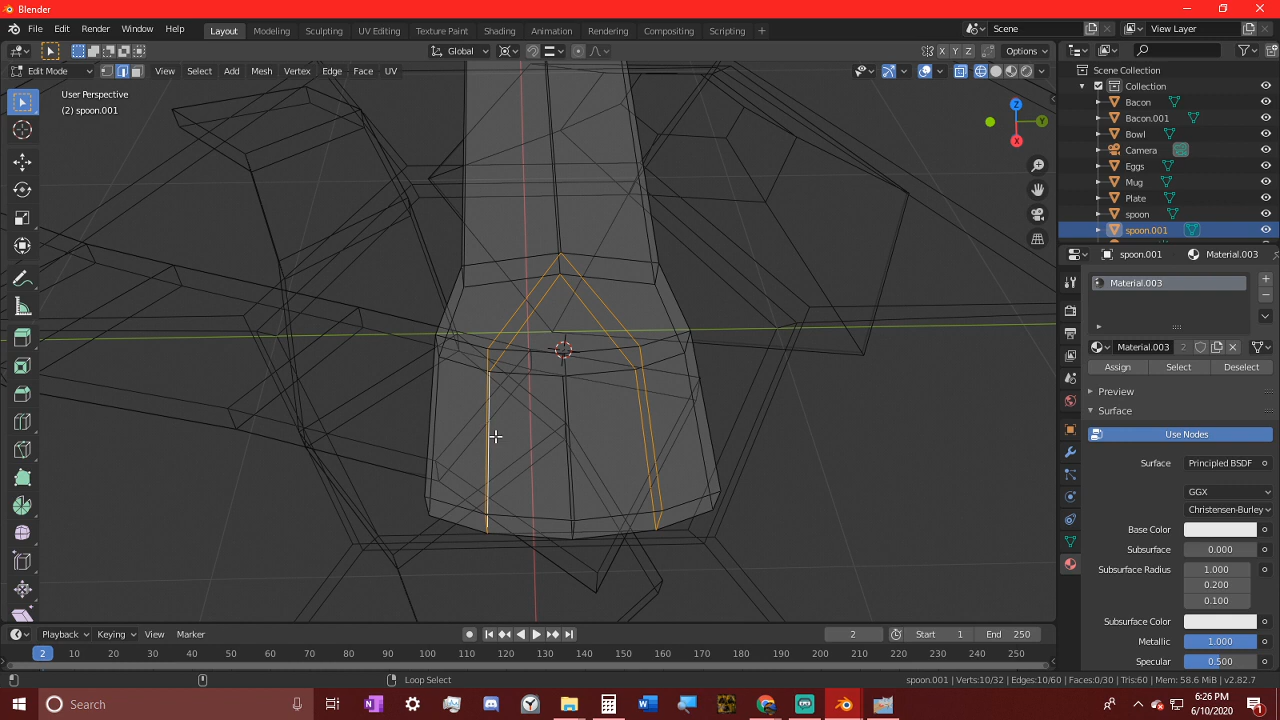 Blender
File Edit Render Window Help Layout Modeling Sculpting UV Editing Texture Paint Shading Animation Rendering Compositing Scripting + Scene View Layer
Global X Y Z Options
Edit Mode View Select Add Mesh Vertex Edge Face UV
User Perspective
(2) spoon.001
Z
Y
X
Scene Collection
Collection
Bacon
Bacon.001
Bowl
Camera
Eggs
Mug
Plate
spoon
spoon.001
spoon.001 Material.003
Material.003
Material.003 2
Assign Select Deselect
Preview
Surface
Use Nodes
Surface Principled BSDF
GGX
Christensen-Burley
Base Color
Subsurface 0.000
Subsurface Radius 1.000
0.200
0.100
Subsurface Color
Metallic 1.000
Specular 0.500
Playback Keying View Marker 2 Start 1 End 250
2 10 20 30 40 50 60 70 80 90 100 110 120 130 140 150 160 170 180 190 200 210 220 230 240 250
Loop Select spoon.001 | Verts:10/32 | Edges:10/60 | Faces:0/30 | Tris:60 | Mem: 58.6 MiB | v2.82.7
Search
6:26 PM
6/10/2020